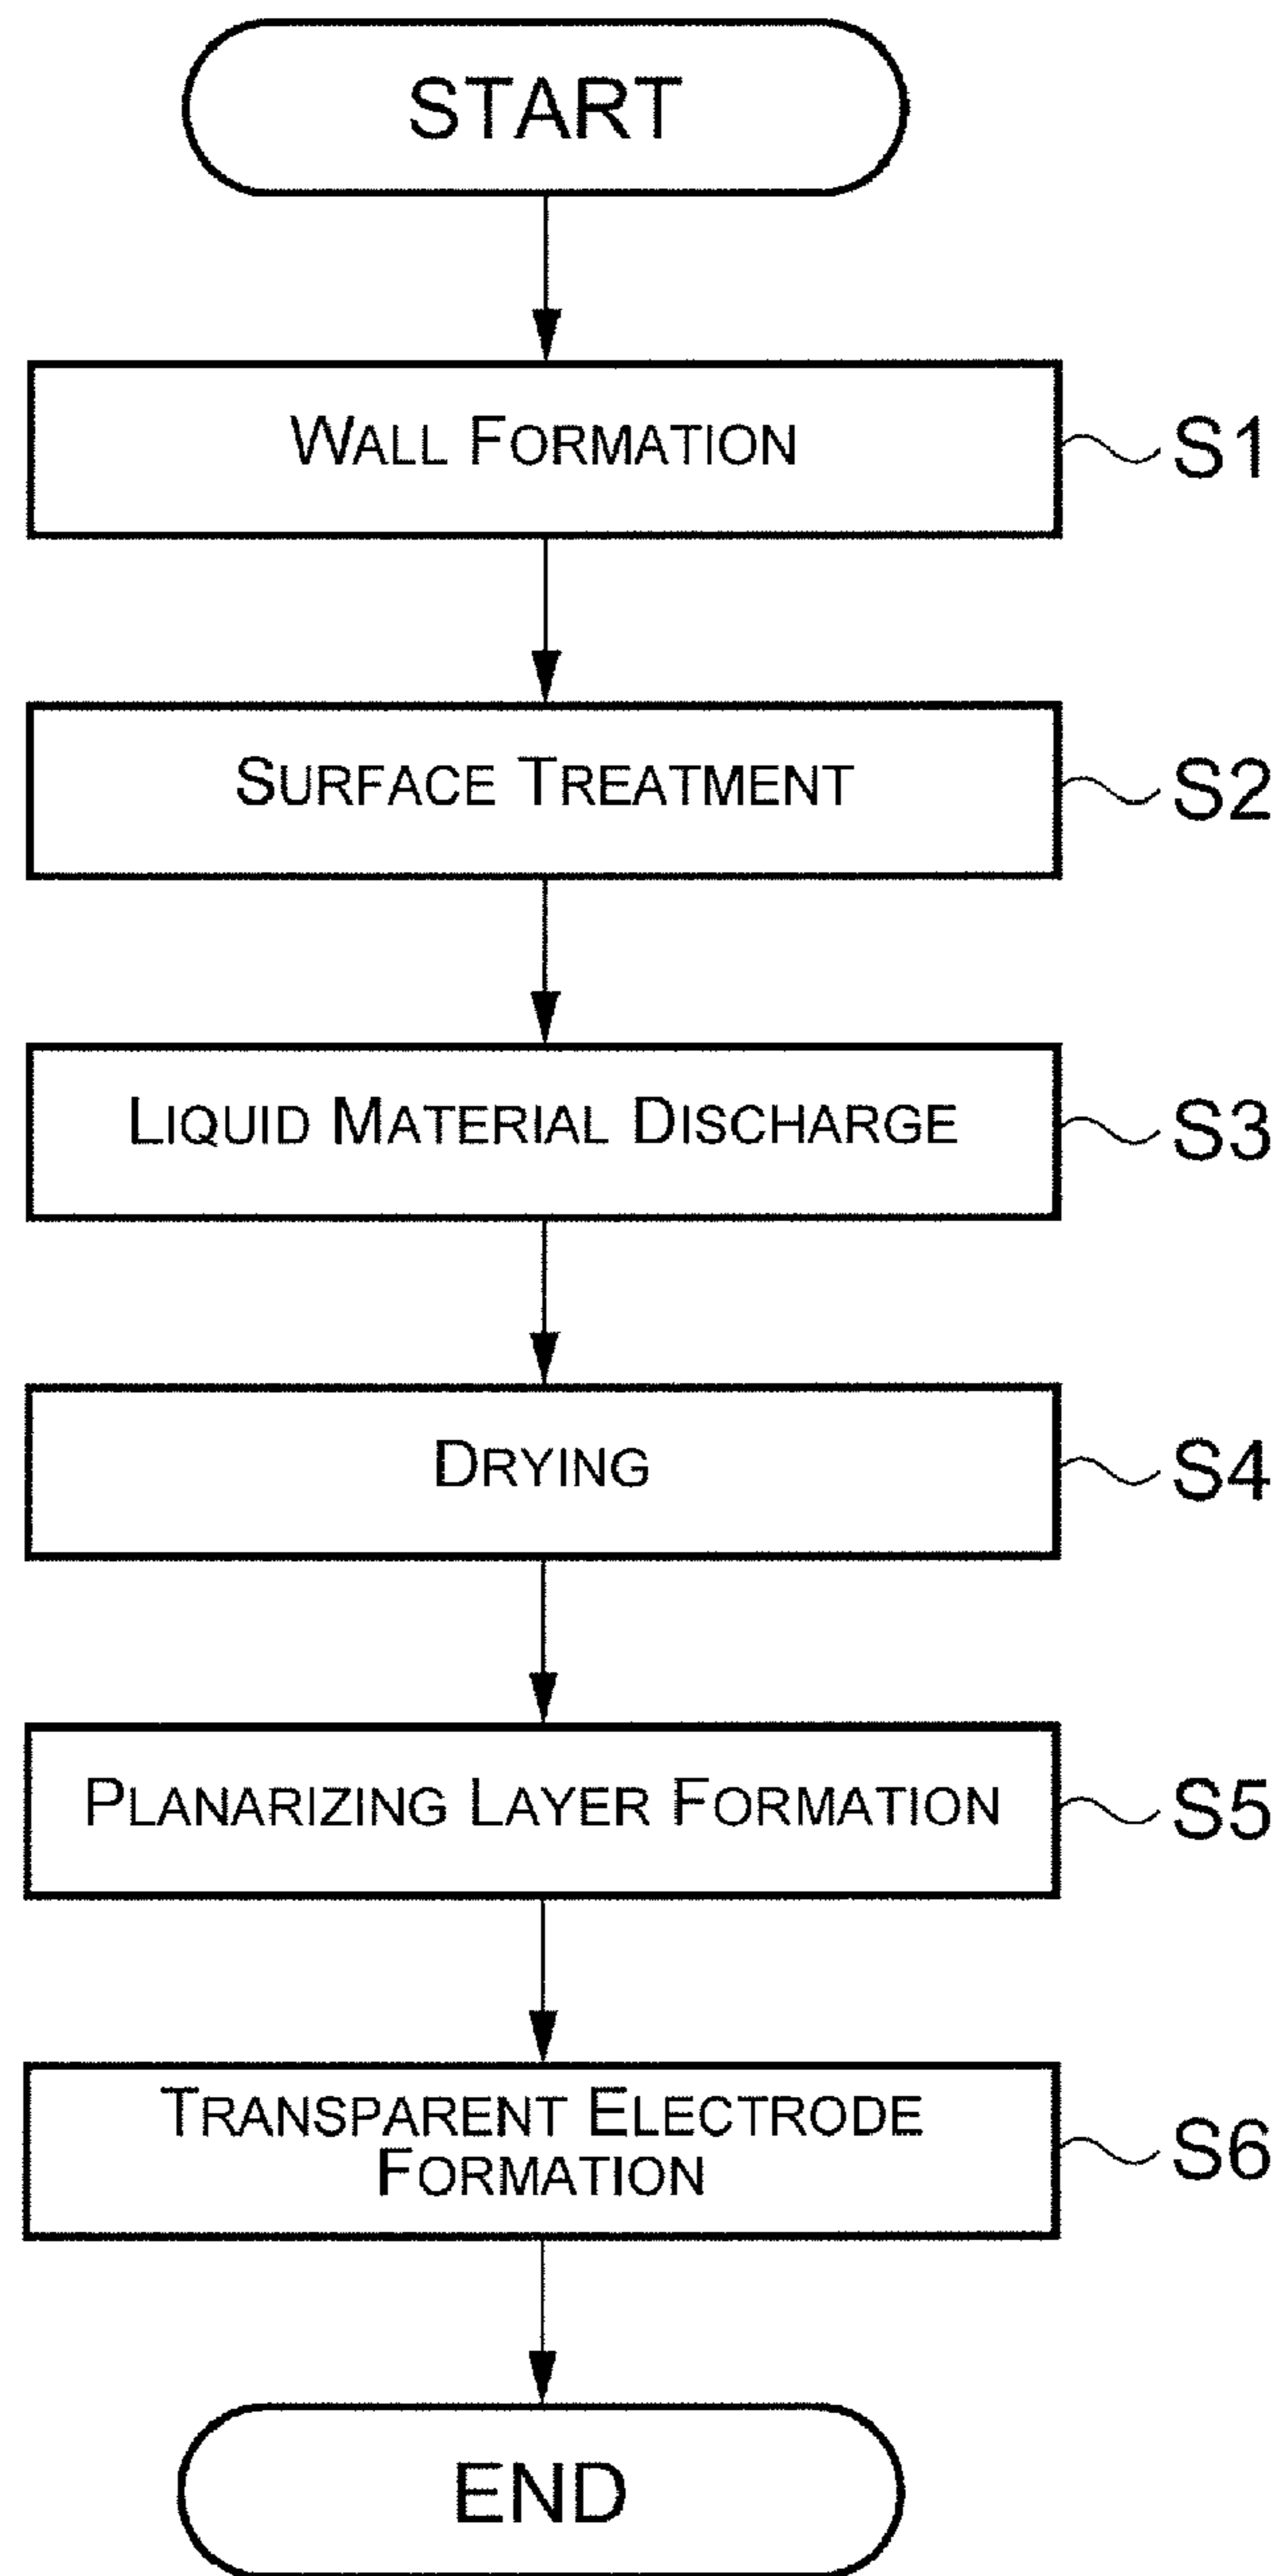 START
WALL FORMATION
S1
SURFACE TREATMENT
S2
LIQUID MATERIAL DISCHARGE
S3
DRYING
S4
PLANARIZING LAYER FORMATION
S5
TRANSPARENT ELECTRODE
FORMATION
S6
END